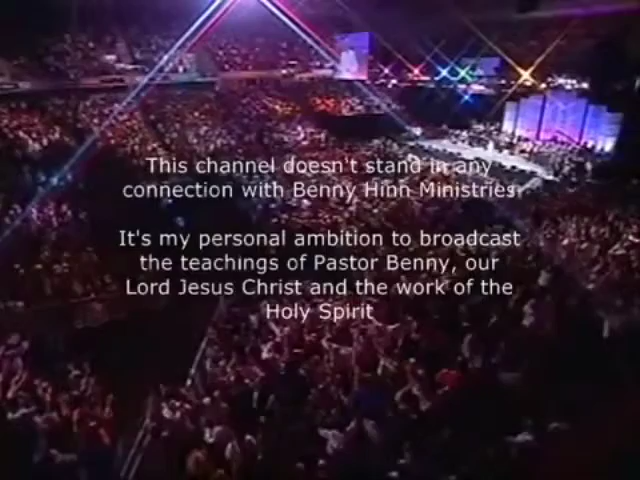 This channel doesn't stand in any
connection with Benny Hinn Ministries.
It's my personal ambition to broadcast
the teachings of Pastor Benny, our
Lord Jesus Christ and the work of the
Holy Spirit